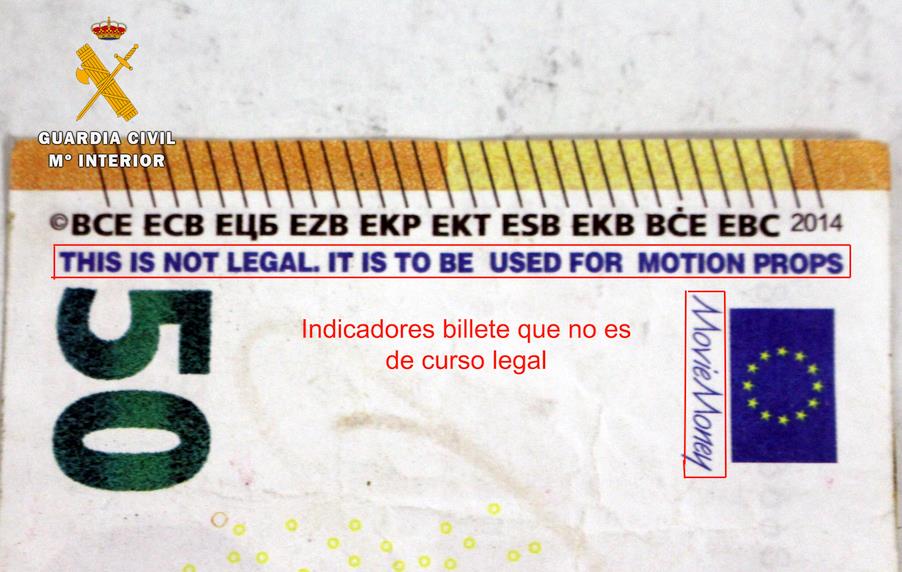 GUARDIA CIVIL
Mº INTERIOR
©BCE ECB ЕЦБ EZB EKP EKT ESB EKB BĊE EBC 2014
THIS IS NOT LEGAL. IT IS TO BE USED FOR MOTION PROPS
50
Indicadores billete que no es
de curso legal
MovieMoney